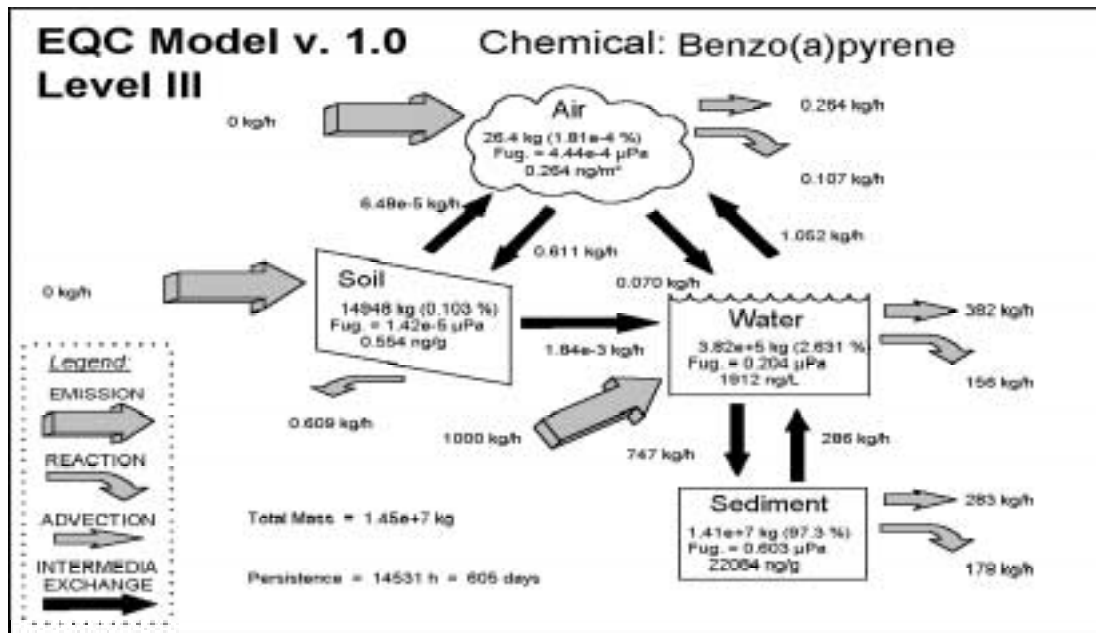 EQC Model v. 1.0
Level III
Chemical: Benzo(a)pyrene
0 kg/h
Air
26.4 kg (1.81e-4 %)
Fug. = 4.44e-4 µPa
0.264 ng/m³
0.264 kg/h
0.107 kg/h
6.48e-5 kg/h
0.611 kg/h
0.070 kg/h
1.052 kg/h
0 kg/h
Soil
14948 kg (0.103 %)
Fug. = 1.42e-5 µPa
0.554 ng/g
1.84e-3 kg/h
0.609 kg/h
1000 kg/h
Water
3.82e+5 kg (2.631 %
Fug. = 0.204 µPa
1912 ng/L
382 kg/h
156 kg/h
747 kg/h
286 kg/h
Sediment
1.41e+7 kg (97.3 %)
Fug. = 0.603 µPa
22064 ng/g
283 kg/h
178 kg/h
Legend:
EMISSION
REACTION
ADVECTION
INTERMEDIA
EXCHANGE
Total Mass = 1.45e+7 kg
Persistence = 14531 h = 605 days